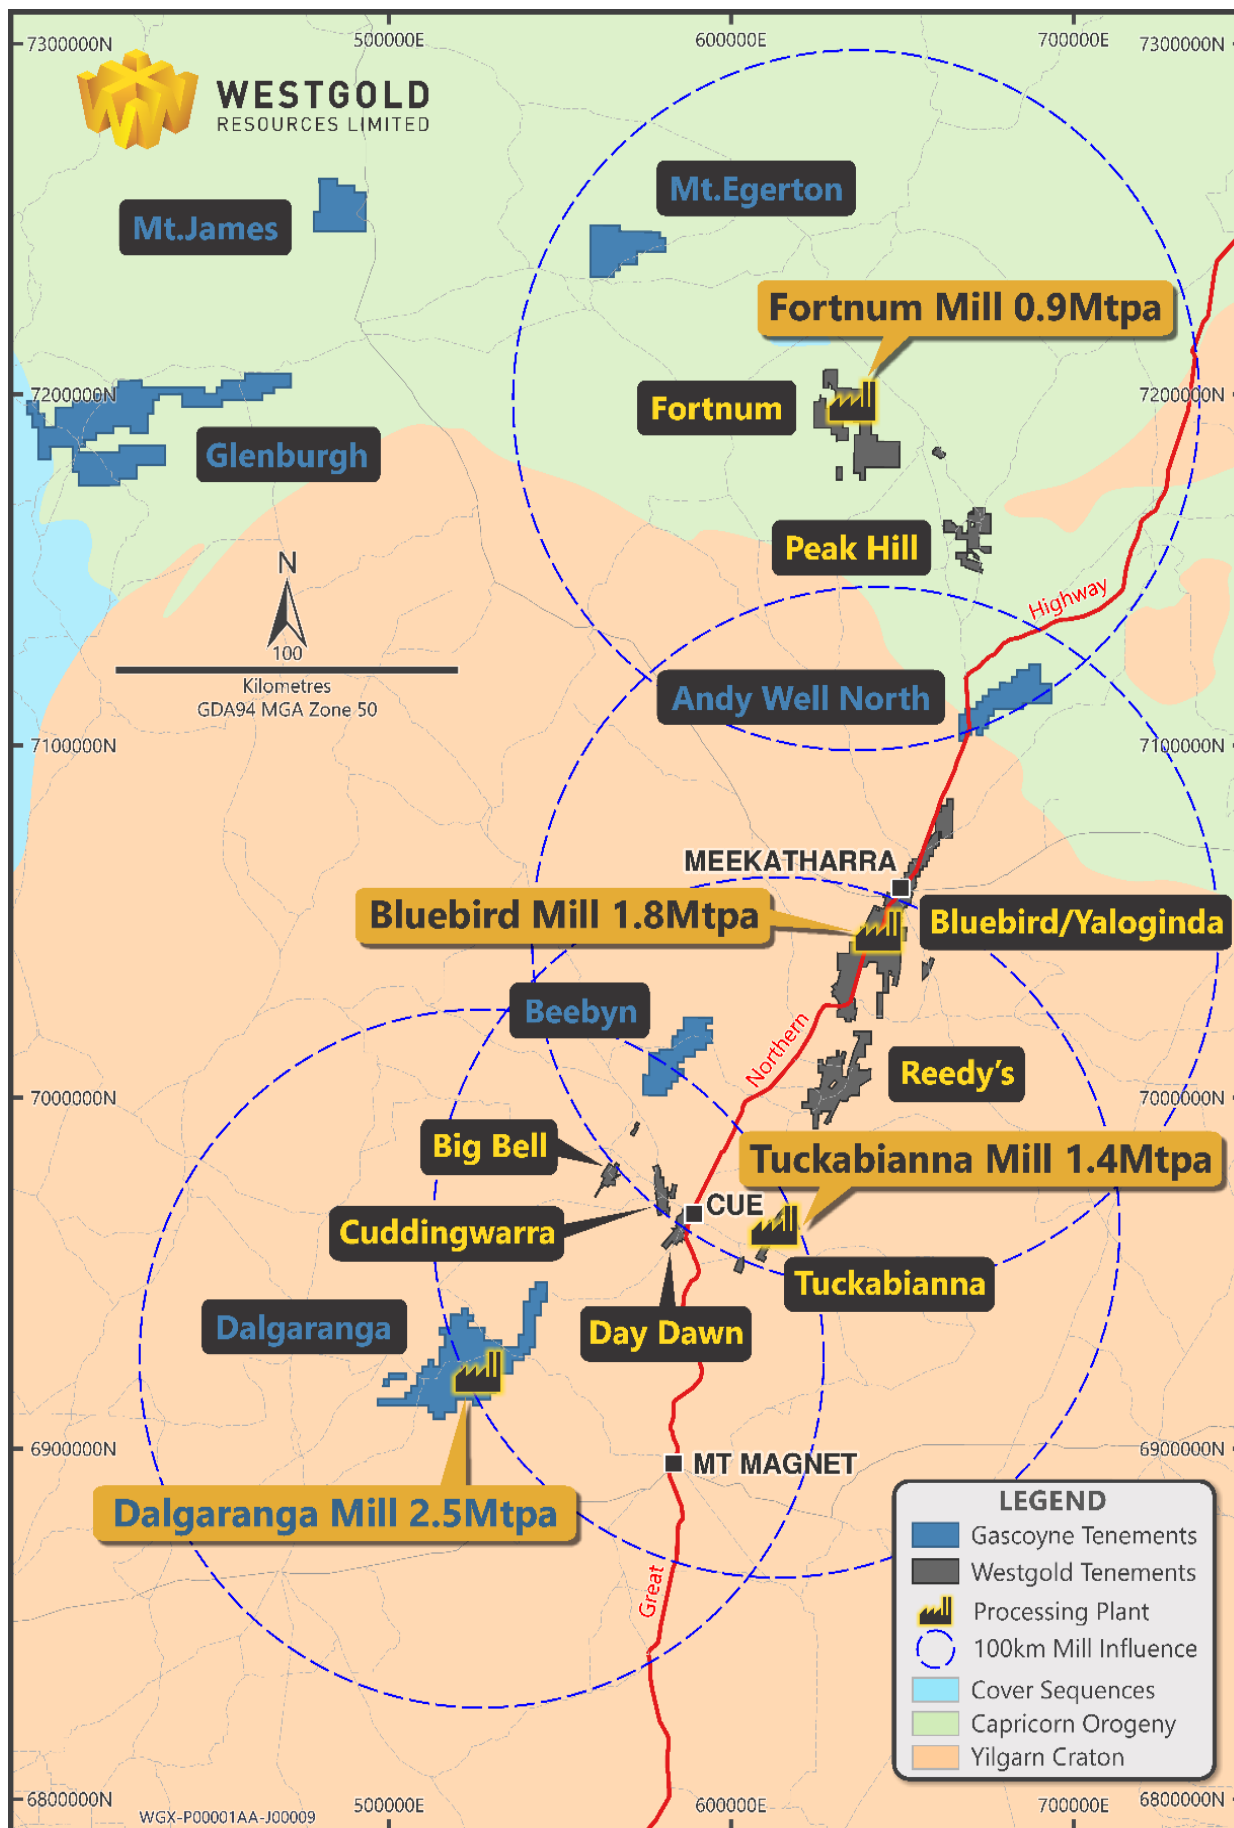 500000E
600000E
700000E
7300000N
7300000N
WESTGOLD
RESOURCES LIMITED
Mt.Egerton
Mt.James
Fortnum Mill 0.9Mtpa
7200000N
7200000N
Fortnum
Glenburgh
Peak Hill
N
100
Kilometres
GDA94 MGA Zone 50
Highway
Andy Well North
7100000N
7100000N
MEEKATHARRA
Bluebird Mill 1.8Mtpa
Bluebird/Yaloginda
Beebyn
Northern
Reedy's
7000000N
7000000N
Big Bell
Tuckabianna Mill 1.4Mtpa
CUE
Cuddingwarra
Tuckabianna
Dalgaranga
Day Dawn
6900000N
6900000N
MT MAGNET
Dalgaranga Mill 2.5Mtpa
Great
LEGEND
Gascoyne Tenements
Westgold Tenements
Processing Plant
100km Mill Influence
Cover Sequences
Capricorn Orogeny
Yilgarn Craton
6800000N
500000E
600000E
700000E
6800000N
WGX-P00001AA-J00009